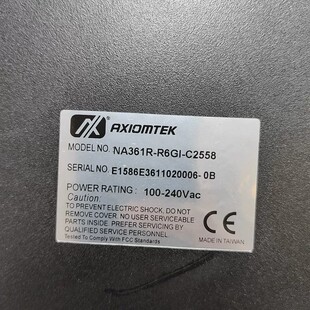 AXIOMTEK
MODEL NO. NA361R-R6GI-C2558
SERIAL NO. E1586E3611020006-0B
POWER RATING : 100-240Vac
CAUTION:
TO PREVENT ELECTRIC SHOCK, DO NOT
REMOVE COVER. NO USER SERVICEABLE
PARTS INSIDE. REFER SERVICING TO
QUALIFIED SERVICE PERSONNEL.
Tested To Comply With FCC Standards
CE
MADE IN TAIWAN